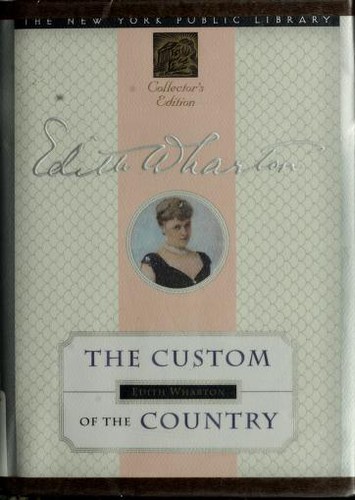 THE NEW YORK PUBLIC LIBRARY
Collector's
Edition
Edith Wharton
THE CUSTOM
EDITH WHARTON
OF THE COUNTRY